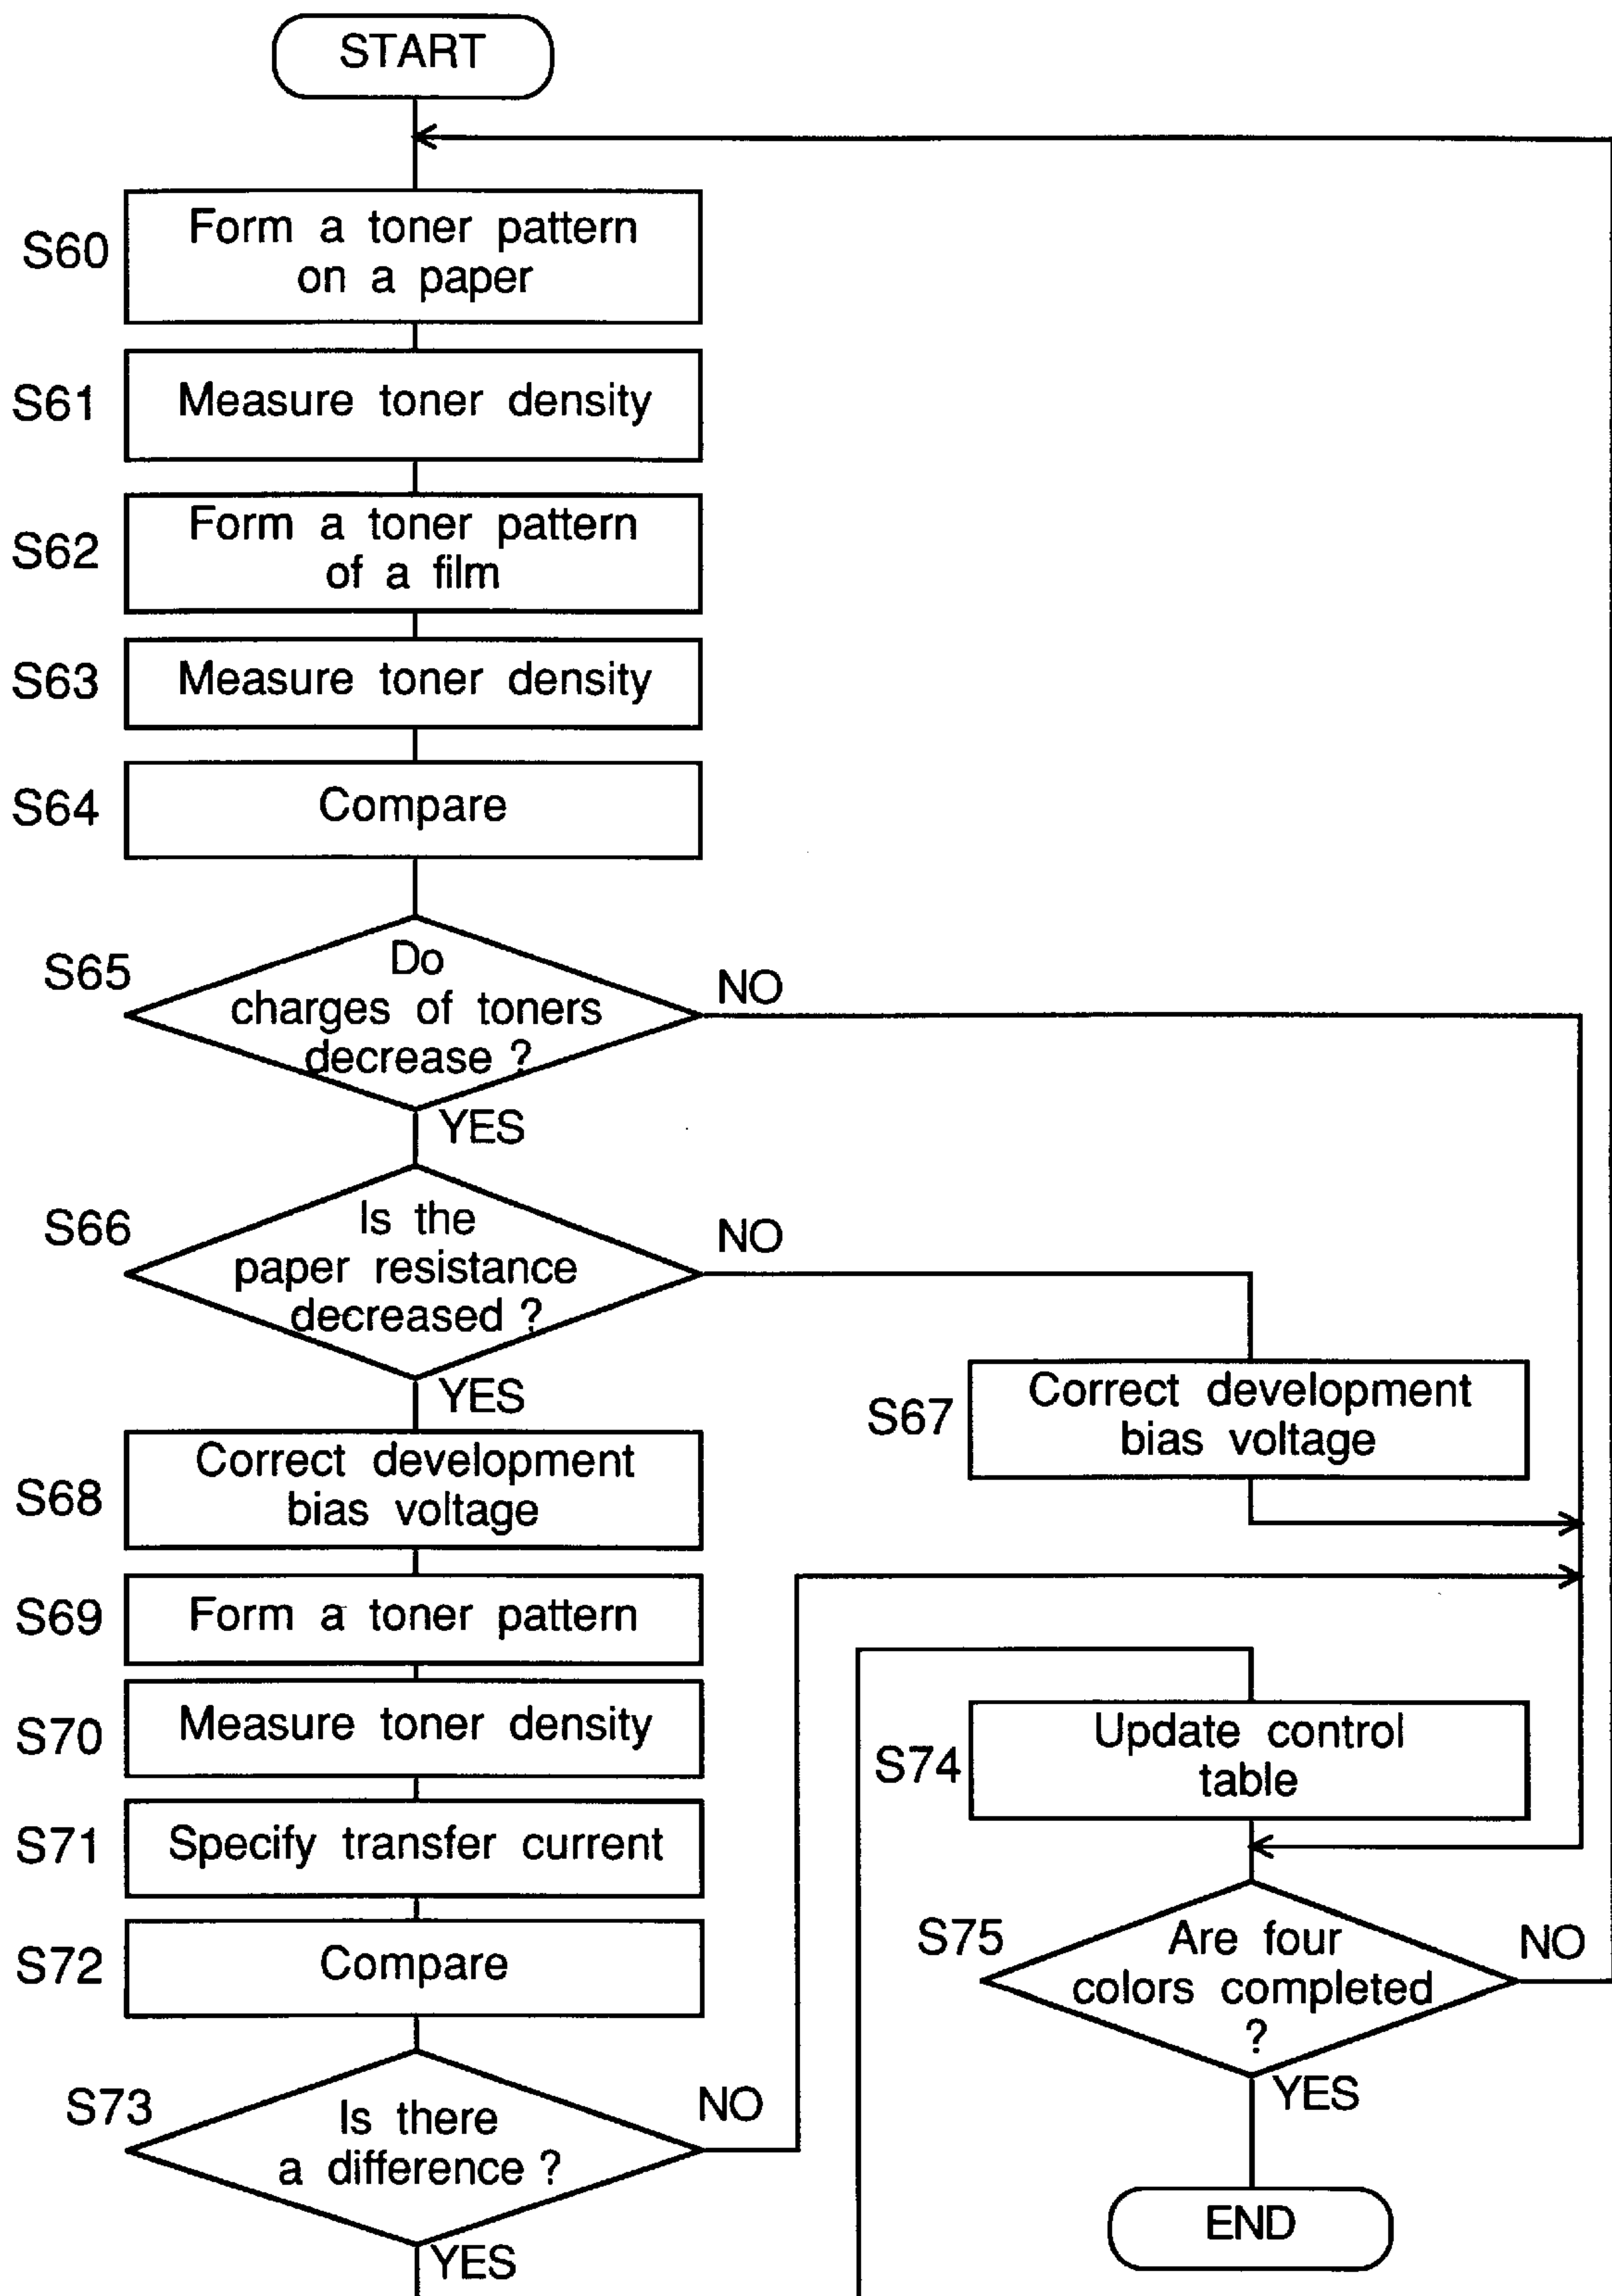 START
S60
Form a toner pattern
on a paper
S61
Measure toner density
S62
Form a toner pattern
of a film
S63
Measure toner density
S64
Compare
S65
Do
charges of toners
decrease ?
NO
YES
S66
Is the
paper resistance
decreased ?
NO
YES
S67
Correct development
bias voltage
S68
Correct development
bias voltage
S69
Form a toner pattern
S70
Measure toner density
S71
Specify transfer current
S72
Compare
S73
Is there
a difference ?
NO
YES
S74
Update control
table
S75
Are four
colors completed
?
NO
YES
END